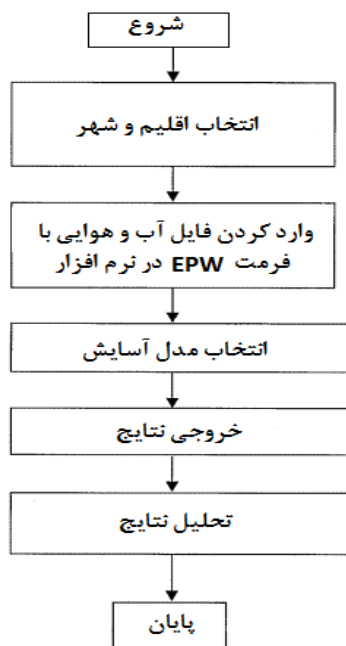 شروع
انتخاب اقلیم و شهر
وارد کردن فایل آب و هوایی با
فرمت EPW در نرم افزار
انتخاب مدل آسایش
خروجی نتایج
تحلیل نتایج
پایان